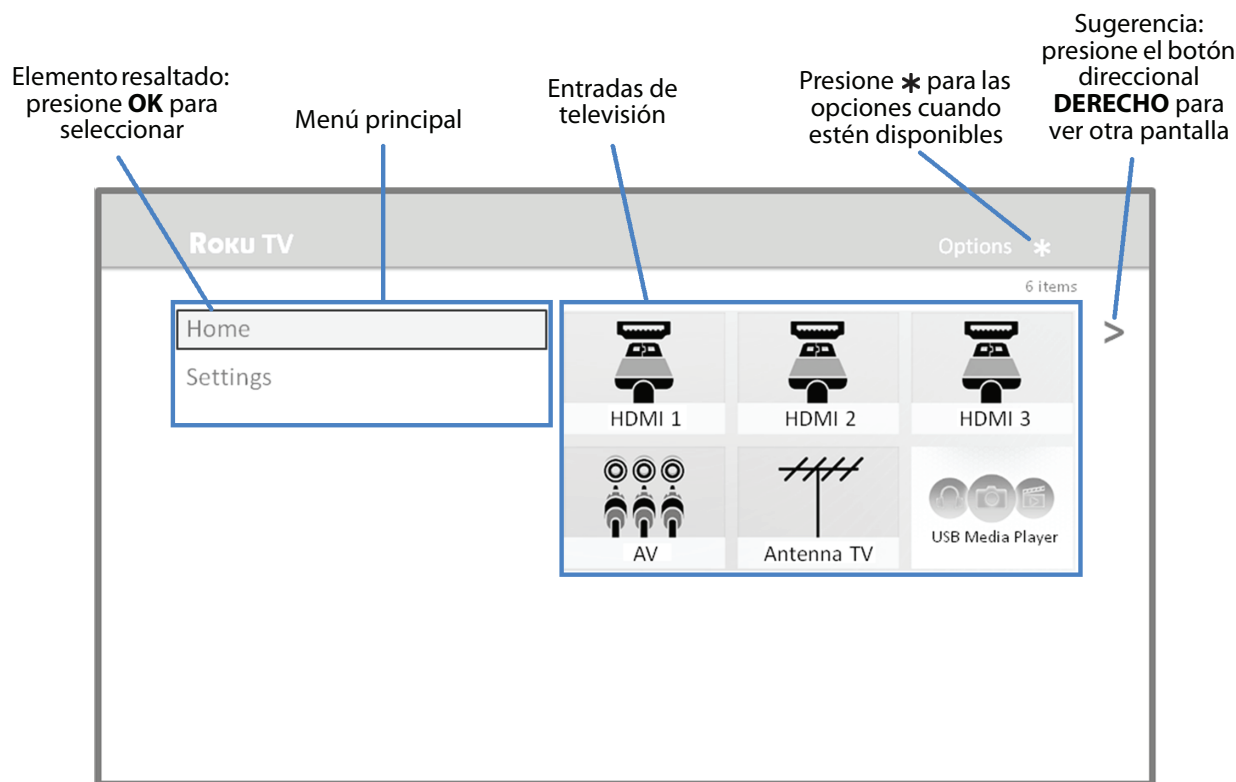 Elemento resaltado:
presione OK para
seleccionar
Menú principal
Entradas de
televisión
Presione * para las
opciones cuando
estén disponibles
Sugerencia:
presione el botón
direccional
DERECHO para
ver otra pantalla
ROKU TV
Options *
6 items
Home
Settings
>
HDMI 1
HDMI 2
HDMI 3
AV
Antenna TV
USB Media Player